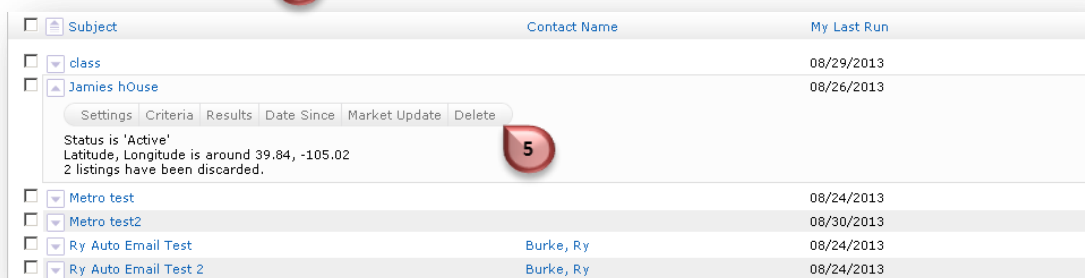 Subject Contact Name My Last Run
class 08/29/2013
Jamies hOuse 08/26/2013
Settings Criteria Results Date Since Market Update Delete
5
Status is 'Active'
Latitude, Longitude is around 39.84, -105.02
2 listings have been discarded.
Metro test 08/24/2013
Metro test2 08/30/2013
Ry Auto Email Test Burke, Ry 08/24/2013
Ry Auto Email Test 2 Burke, Ry 08/24/2013